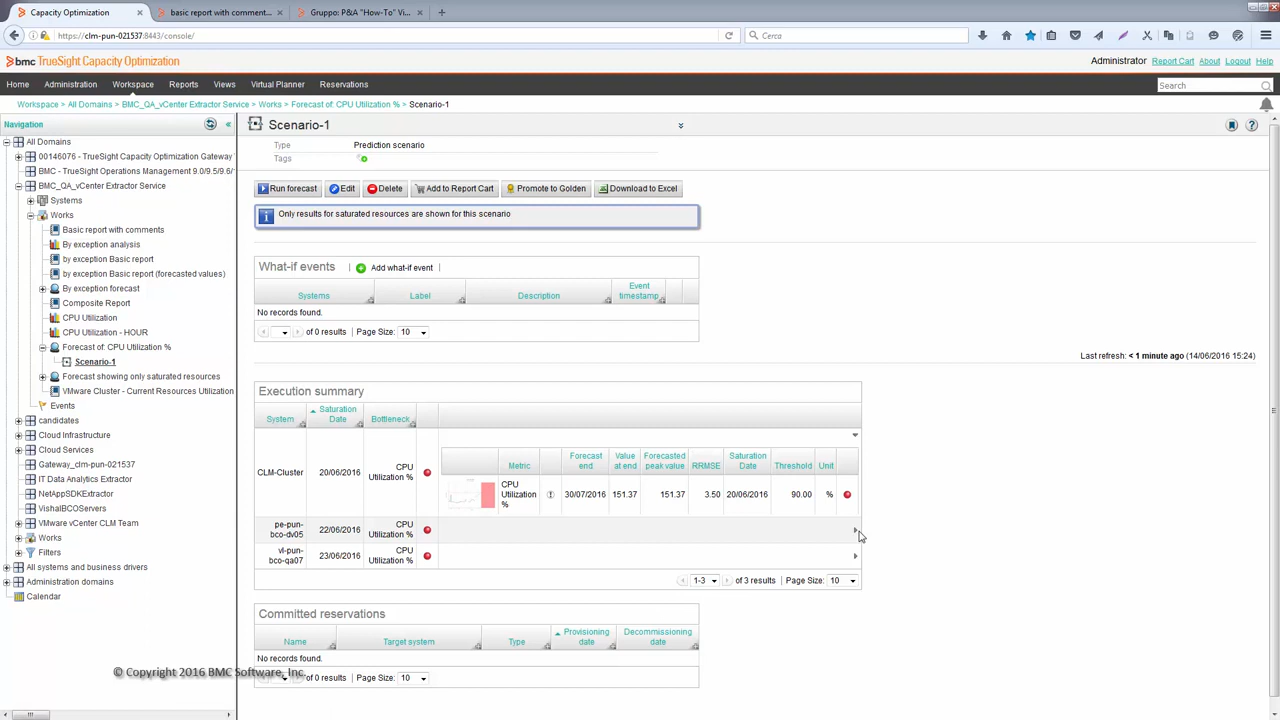 Capacity Optimization
basic report with comment...
Gruppo: P&A "How-To" Vi...
https://clm-pun-021537:8443/console/
Cerca
bmc TrueSight Capacity Optimization
Administrator Report Cart About Logout Help
Home Administration Workspace Reports Views Virtual Planner Reservations
Search
Workspace > All Domains > BMC_QA_vCenter Extractor Service > Works > Forecast of: CPU Utilization % > Scenario-1
Navigation
All Domains
00146076 - TrueSight Capacity Optimization Gateway
BMC - TrueSight Operations Management 9.0/9.5/9.6/
BMC_QA_vCenter Extractor Service
Systems
Works
Basic report with comments
By exception analysis
by exception Basic report
by exception Basic report (forecasted values)
By exception forecast
Composite Report
CPU Utilization
CPU Utilization - HOUR
Forecast of: CPU Utilization %
Scenario-1
Forecast showing only saturated resources
VMware Cluster - Current Resources Utilization
Events
candidates
Cloud Infrastructure
Cloud Services
Gateway_clm-pun-021537
IT Data Analytics Extractor
NetAppSDKExtractor
VishalBCOServices
VMware vCenter CLM Team
Works
Filters
All systems and business drivers
Administration domains
Calendar
Scenario-1
Type Prediction scenario
Tags
Run forecast Edit Delete Add to Report Cart Promote to Golden Download to Excel
Only results for saturated resources are shown for this scenario
What-if events | Add what-if event |
Systems Label Description Event timestamp
No records found.
of 0 results | Page Size: 10
Last refresh: < 1 minute ago (14/06/2016 15:24)
Execution summary
System Saturation Date Bottleneck
Metric Forecast end Value at end Forecasted peak value RRMSE Saturation Date Threshold Unit
CLM-Cluster 20/06/2016 CPU Utilization %
CPU Utilization % 30/07/2016 151.37 151.37 3.50 20/06/2016 90.00 %
pe-pun-bco-dv05 22/06/2016 CPU Utilization %
vl-pun-bco-qa07 23/06/2016 CPU Utilization %
1-3 of 3 results | Page Size: 10
Committed reservations
Name Target system Type Provisioning date Decommissioning date
No records found.
of 0 results | Page Size: 10
© Copyright 2016 BMC Software, Inc.